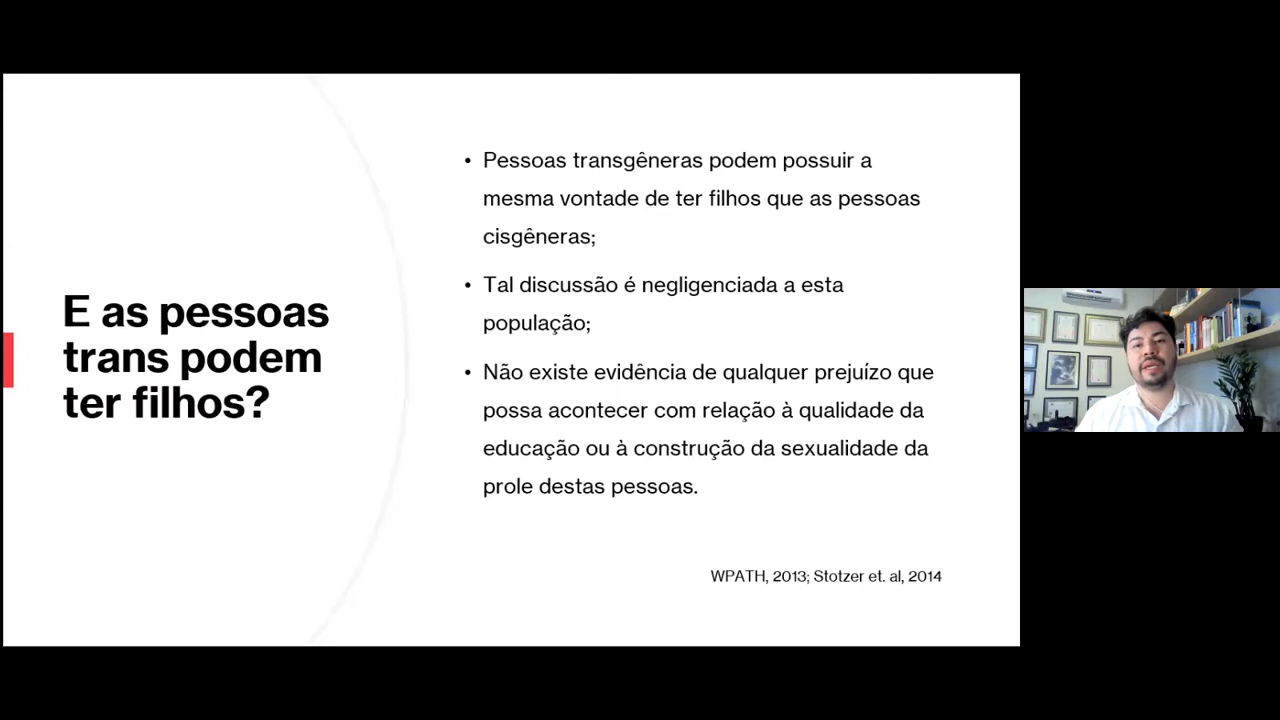 E as pessoas
trans podem
ter filhos?
• Pessoas transgêneras podem possuir a
mesma vontade de ter filhos que as pessoas
cisgêneras;
• Tal discussão é negligenciada a esta
população;
• Não existe evidência de qualquer prejuízo que
possa acontecer com relação à qualidade da
educação ou à construção da sexualidade da
prole destas pessoas.
WPATH, 2013; Stotzer et. al, 2014